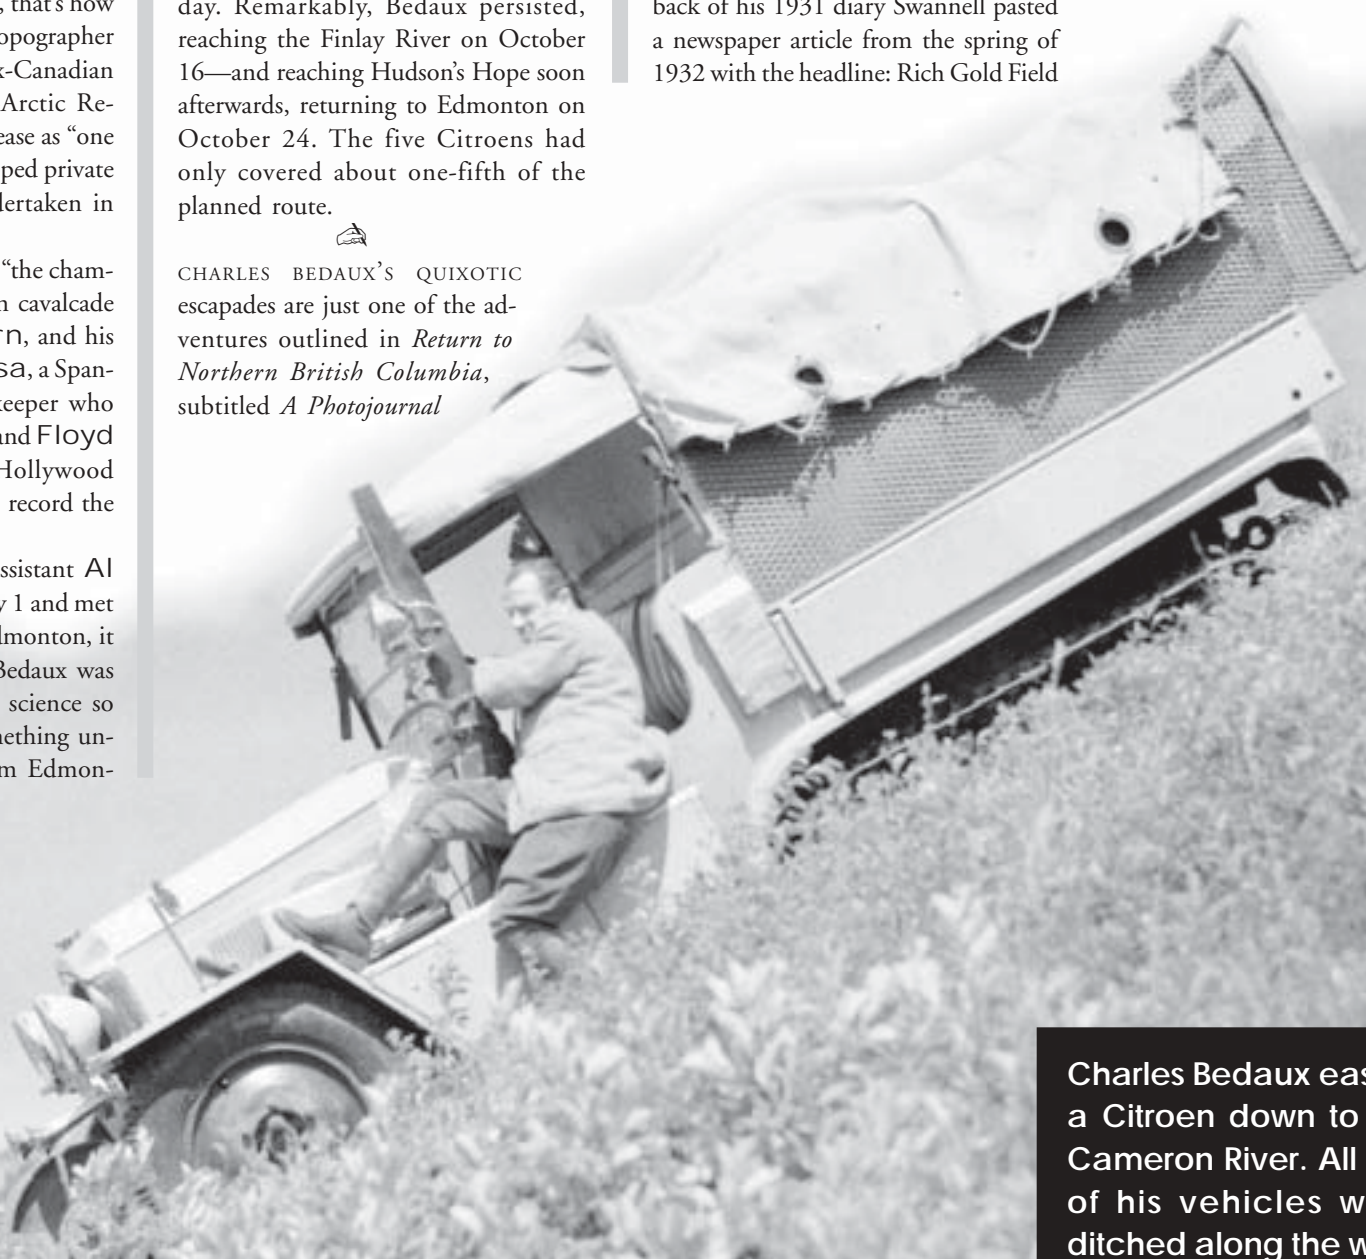 , that's how
opographer
x-Canadian
Arctic Re-
ease as “one
ped private
dertaken in
“the cham-
n cavalcade
rn, and his
sa, a Span-
keeper who
and Floyd
Hollywood
record the
ssistant Al
y 1 and met
dmonton, it
Bedaux was
science so
mething un-
m Edmon-
day. Remarkably, Bedaux persisted,
reaching the Finlay River on October
16—and reaching Hudson's Hope soon
afterwards, returning to Edmonton on
October 24. The five Citroens had
only covered about one-fifth of the
planned route.
CHARLES BEDAUX'S QUIXOTIC
escapades are just one of the ad-
ventures outlined in Return to
Northern British Columbia,
subtitled A Photojournal
back of his 1931 diary Swannell pasted
a newspaper article from the spring of
1932 with the headline: Rich Gold Field
Charles Bedaux eas
a Citroen down to
Cameron River. All
of his vehicles w
ditched along the w